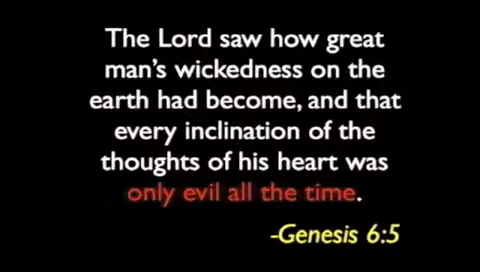 The Lord saw how great
man's wickedness on the
earth had become, and that
every inclination of the
thoughts of his heart was
only evil all the time.
-Genesis 6:5